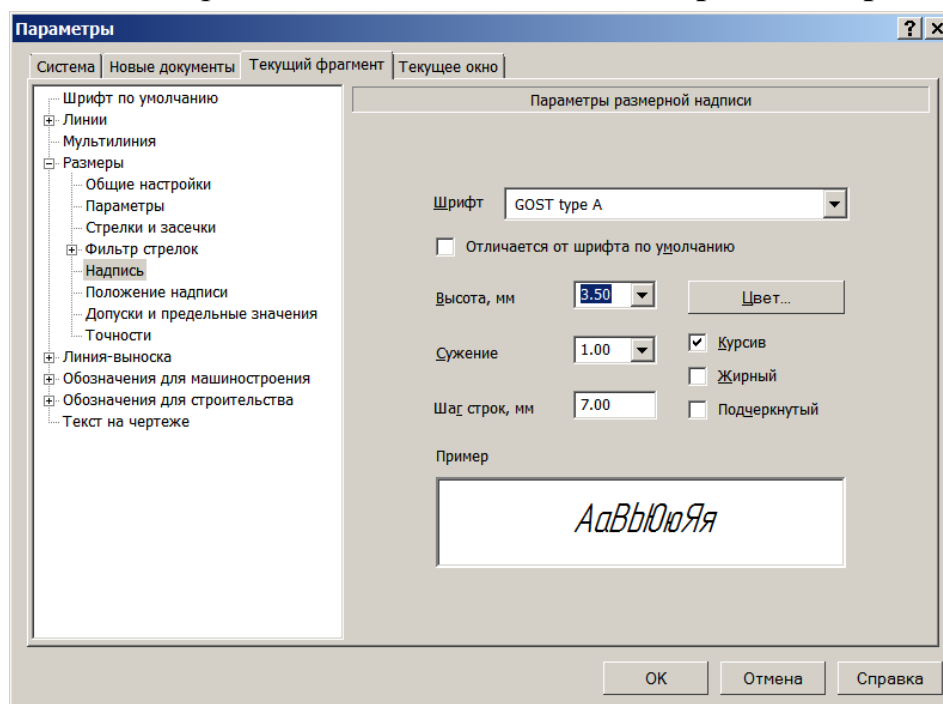 Параметры
Система Новые документы Текущий фрагмент Текущее окно
Шрифт по умолчанию
Линии
Мультилиния
Размеры
Общие настройки
Параметры
Стрелки и засечки
Фильтр стрелок
Надпись
Положение надписи
Допуски и предельные значения
Точности
Линия-выноска
Обозначения для машиностроения
Обозначения для строительства
Текст на чертеже
Параметры размерной надписи
Шрифт GOST type A
Отличается от шрифта по умолчанию
Высота, мм 3.50 Цвет...
Сужение 1.00 Курсив
Жирный
Шаг строк, мм 7.00 Подчеркнутый
Пример
АаВЬЮюЯя
OK Отмена Справка